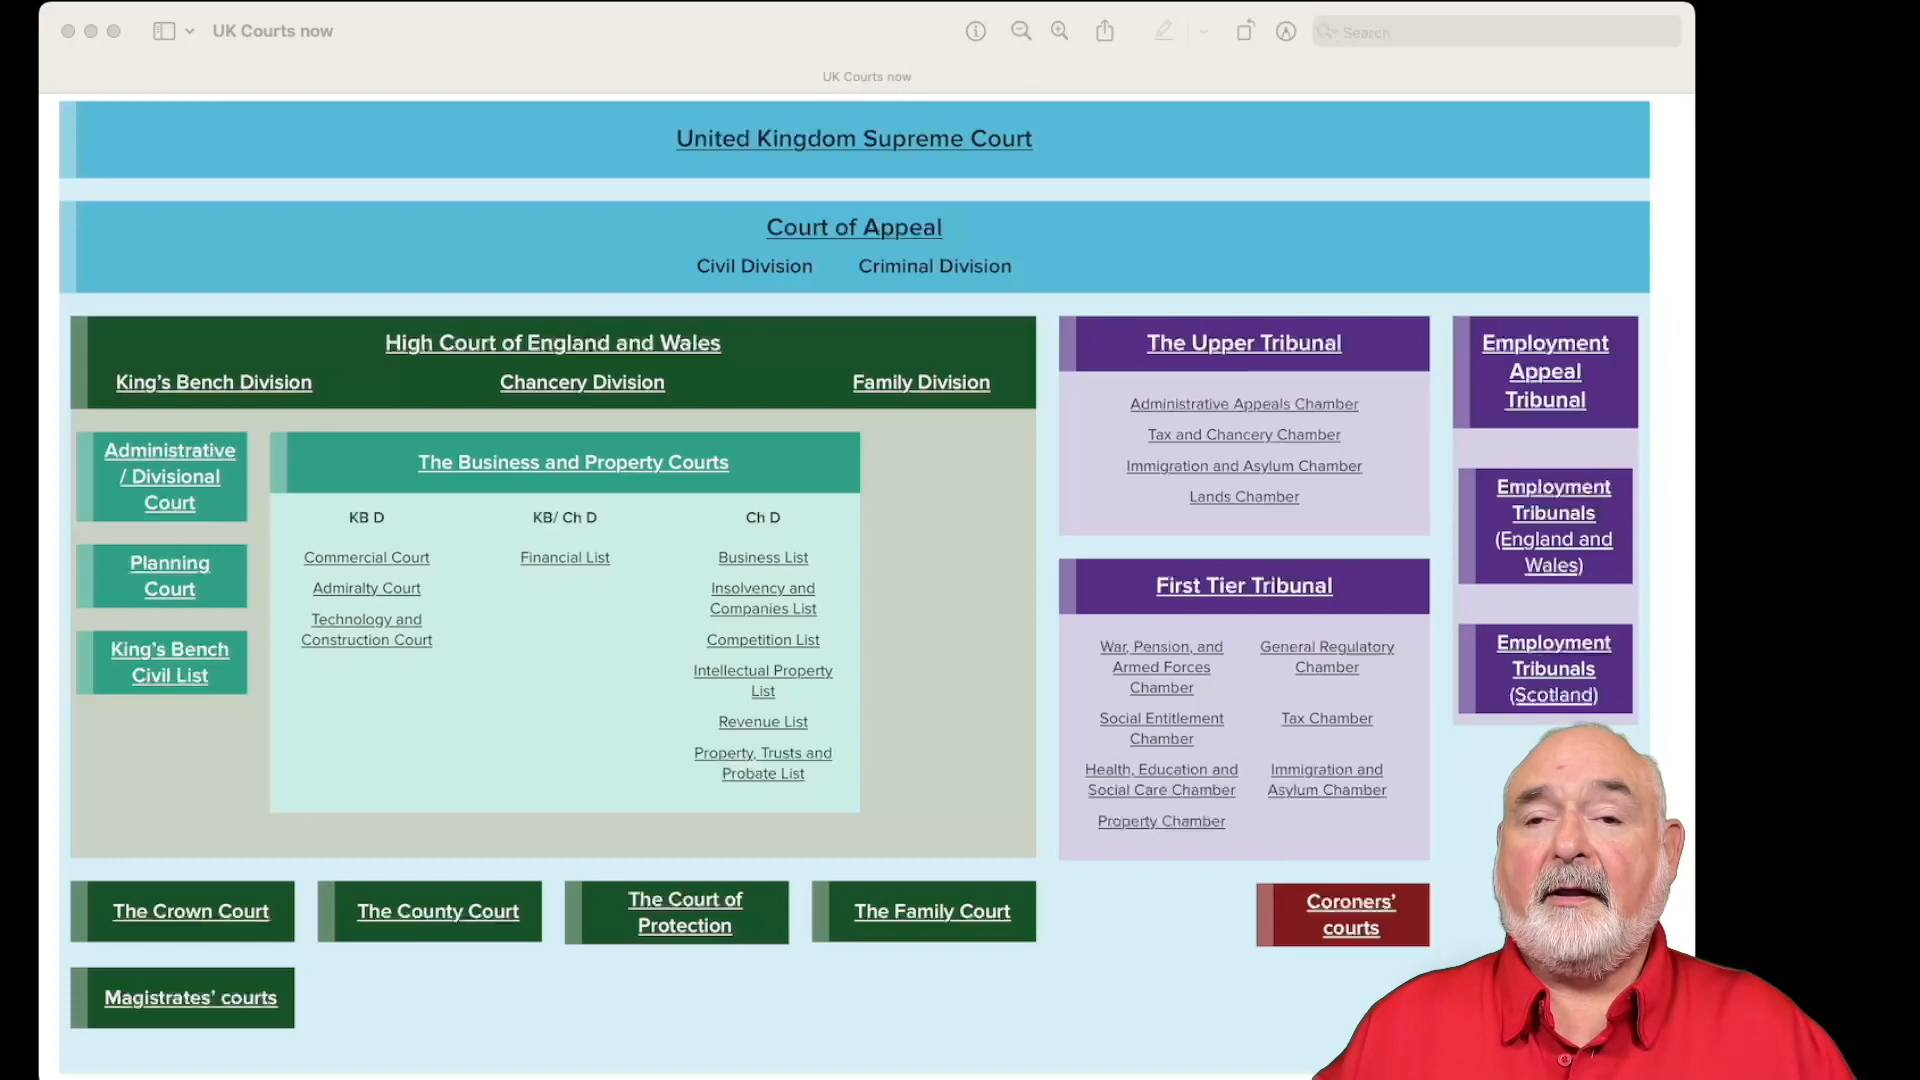 UK Courts now
Search
UK Courts now
United Kingdom Supreme Court
Court of Appeal
Civil Division Criminal Division
High Court of England and Wales
King’s Bench Division Chancery Division Family Division
Administrative
/ Divisional
Court
Planning
Court
King’s Bench
Civil List
The Business and Property Courts
KB D
Commercial Court
Admiralty Court
Technology and
Construction Court
KB/ Ch D
Financial List
Ch D
Business List
Insolvency and
Companies List
Competition List
Intellectual Property
List
Revenue List
Property, Trusts and
Probate List
The Upper Tribunal
Administrative Appeals Chamber
Tax and Chancery Chamber
Immigration and Asylum Chamber
Lands Chamber
First Tier Tribunal
War, Pension, and
Armed Forces
Chamber
Social Entitlement
Chamber
Health, Education and
Social Care Chamber
Property Chamber
General Regulatory
Chamber
Tax Chamber
Immigration and
Asylum Chamber
Employment
Appeal
Tribunal
Employment
Tribunals
(England and
Wales)
Employment
Tribunals
(Scotland)
The Crown Court
The County Court
The Court of
Protection
The Family Court
Coroners’
courts
Magistrates’ courts